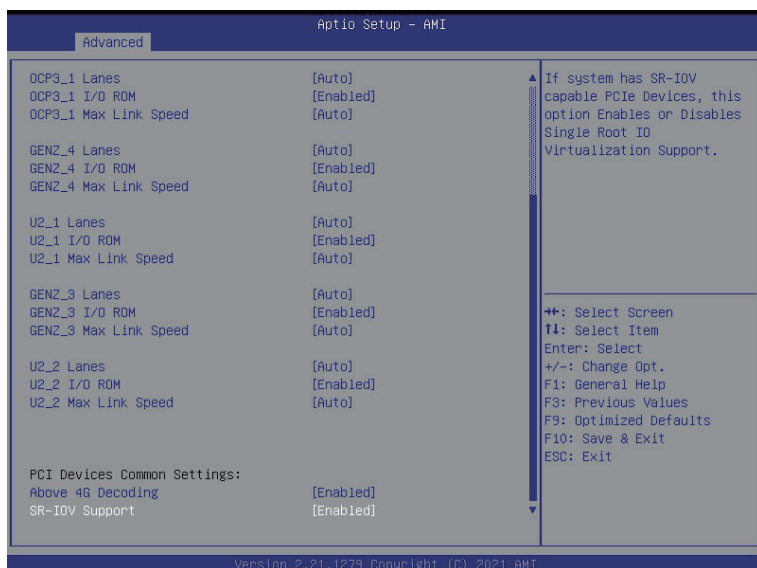 Aptio Setup – AMI
Advanced
OCP3_1 Lanes [Auto]
OCP3_1 I/O ROM [Enabled]
OCP3_1 Max Link Speed [Auto]
GENZ_4 Lanes [Auto]
GENZ_4 I/O ROM [Enabled]
GENZ_4 Max Link Speed [Auto]
U2_1 Lanes [Auto]
U2_1 I/O ROM [Enabled]
U2_1 Max Link Speed [Auto]
GENZ_3 Lanes [Auto]
GENZ_3 I/O ROM [Enabled]
GENZ_3 Max Link Speed [Auto]
U2_2 Lanes [Auto]
U2_2 I/O ROM [Enabled]
U2_2 Max Link Speed [Auto]
PCI Devices Common Settings:
Above 4G Decoding [Enabled]
SR-IOV Support [Enabled]
If system has SR-IOV
capable PCIe Devices, this
option Enables or Disables
Single Root IO
Virtualization Support.
→←: Select Screen
↑↓: Select Item
Enter: Select
+/-: Change Opt.
F1: General Help
F3: Previous Values
F9: Optimized Defaults
F10: Save & Exit
ESC: Exit
Version 2.21.1279 Copyright (C) 2021 AMI